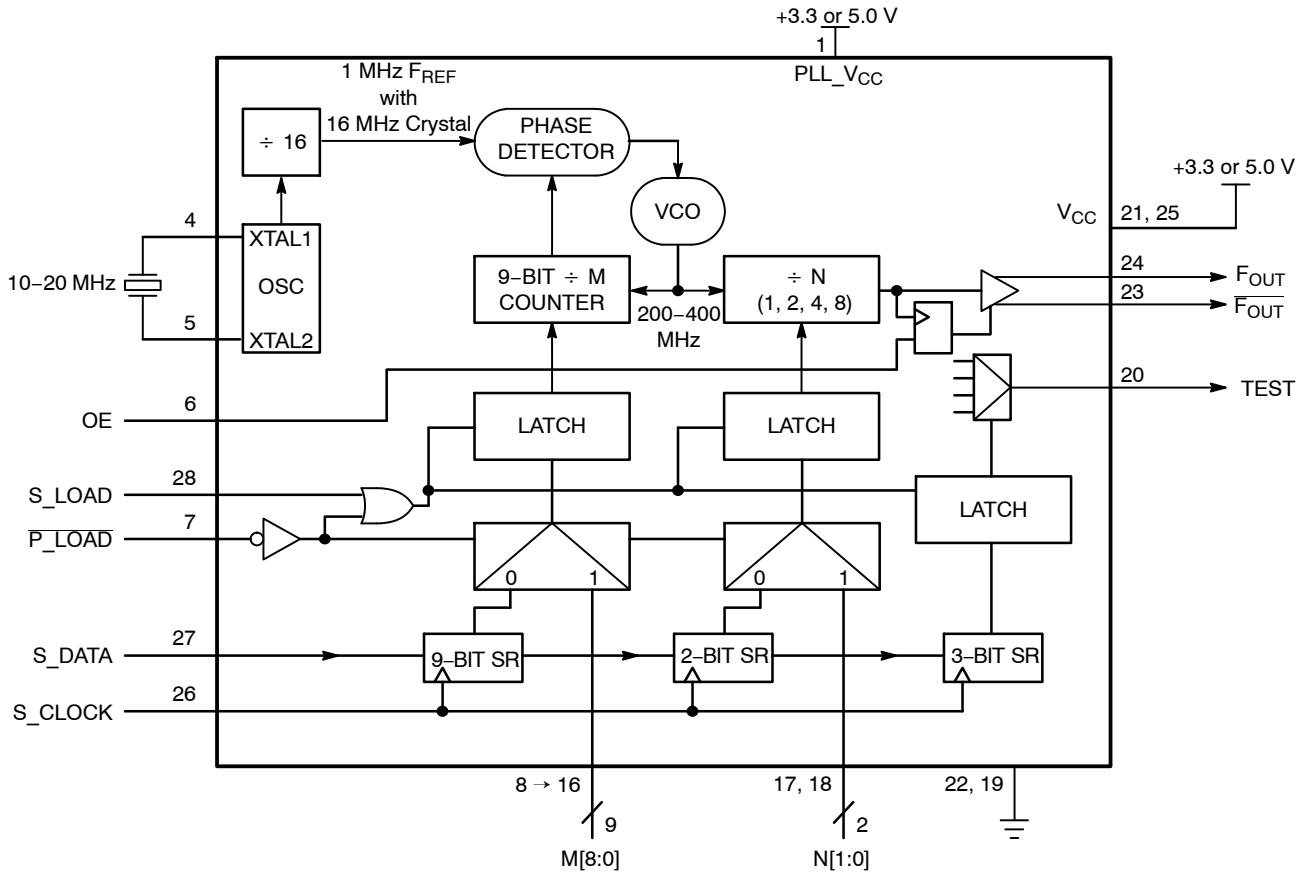 +3.3 or 5.0 V
1
PLL_VCC
1 MHz FREF
with
16 MHz Crystal
÷ 16
PHASE
DETECTOR
VCO
+3.3 or 5.0 V
VCC
21, 25
4
XTAL1
10–20 MHz
OSC
5
XTAL2
9–BIT ÷ M
COUNTER
200–400
MHz
÷ N
(1, 2, 4, 8)
24
FOUT
23
FOUT
20
TEST
6
OE
LATCH
LATCH
28
S_LOAD
7
P_LOAD
LATCH
0
1
0
1
27
S_DATA
9–BIT SR
2–BIT SR
3–BIT SR
26
S_CLOCK
8 → 16
17, 18
22, 19
9
2
M[8:0]
N[1:0]